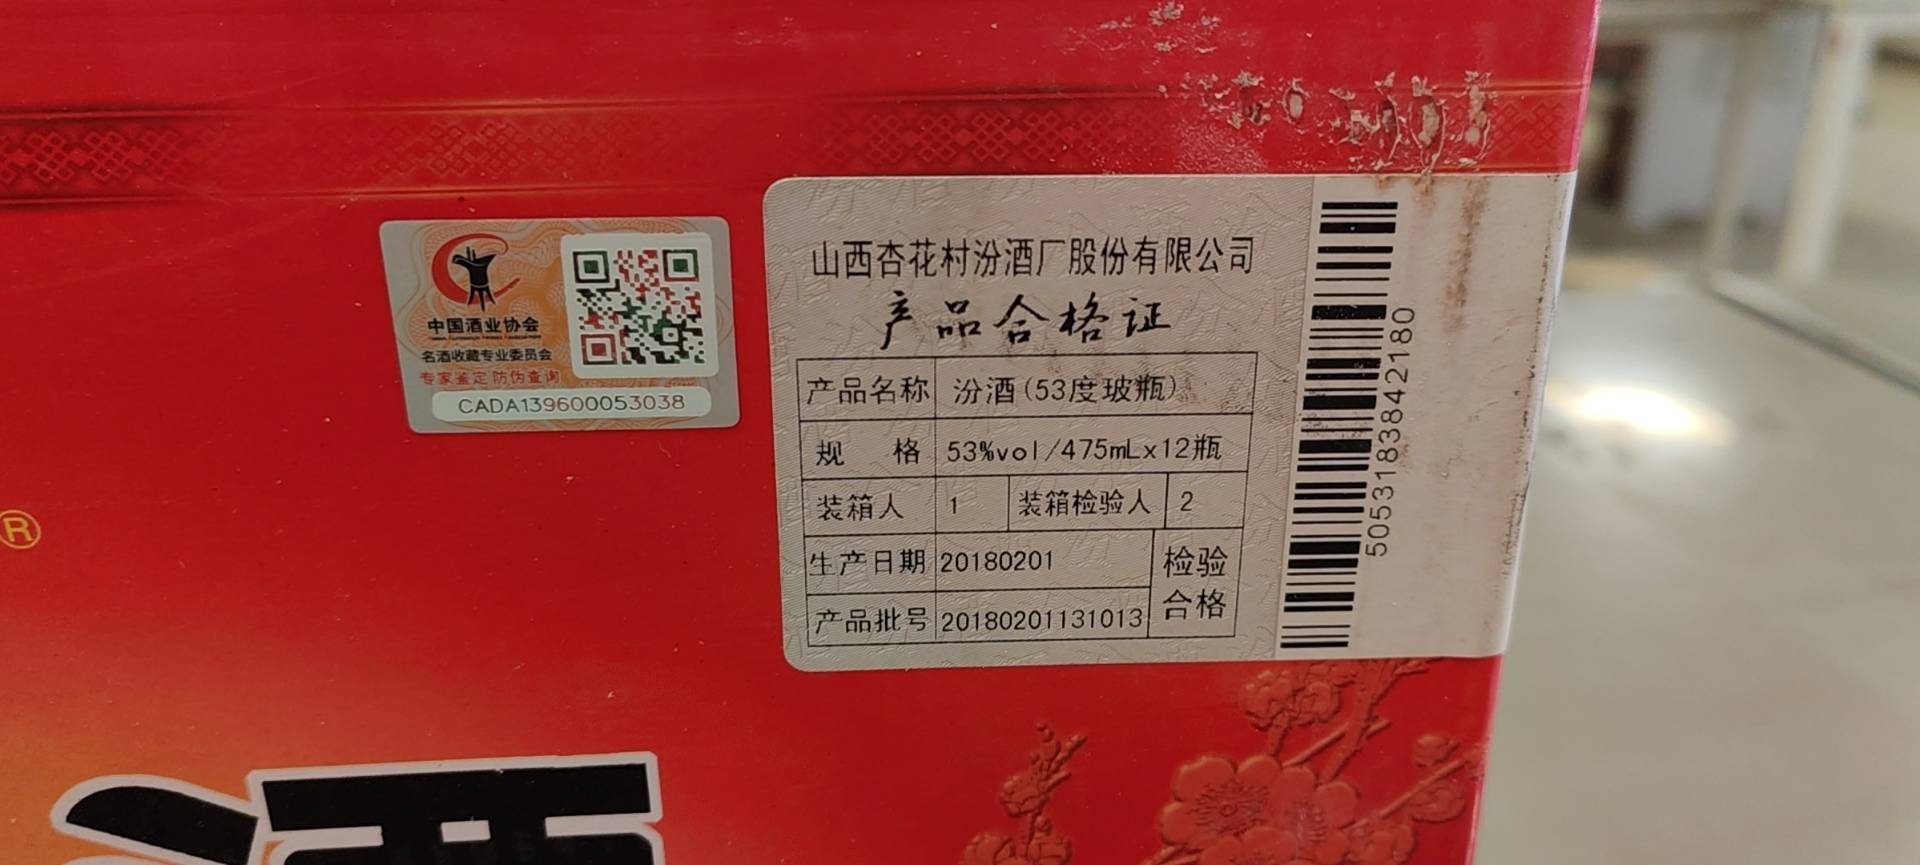 ®
中国酒业协会
名酒收藏专业委员会
专家鉴定 防伪查询
CADA139600053038
山西杏花村汾酒厂股份有限公司
产品合格证
产品名称 汾酒(53度玻瓶)
规 格 53%vol/475mLx12瓶
装箱人 1 装箱检验人 2
生产日期 20180201 检验
产品批号 20180201131013 合格
5053183842180
酒